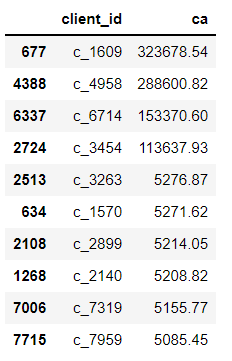 client_id ca
677 c_1609 323678.54
4388 c_4958 288600.82
6337 c_6714 153370.60
2724 c_3454 113637.93
2513 c_3263 5276.87
634 c_1570 5271.62
2108 c_2899 5214.05
1268 c_2140 5208.82
7006 c_7319 5155.77
7715 c_7959 5085.45